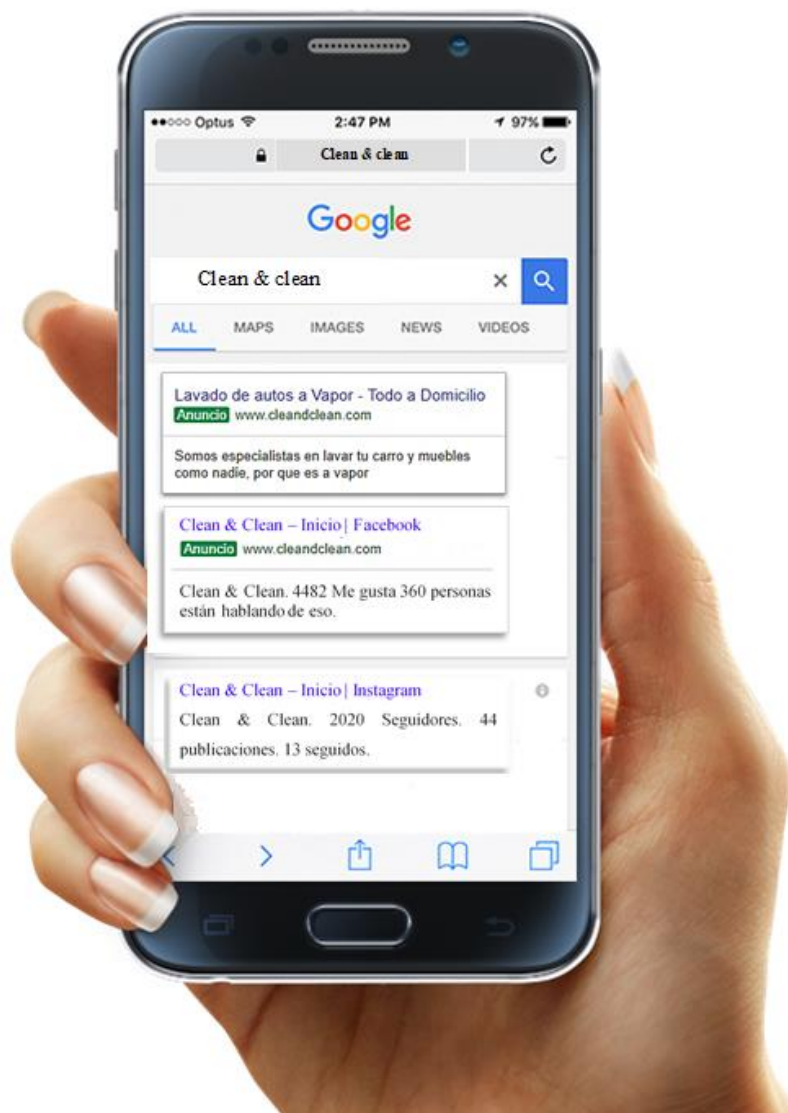 Optus 2:47 PM 97%
Clean & clean
Google
Clean & clean
ALL MAPS IMAGES NEWS VIDEOS
Lavado de autos a Vapor - Todo a Domicilio
Anuncio www.cleandclean.com
Somos especialistas en lavar tu carro y muebles
como nadie, por que es a vapor
Clean & Clean – Inicio | Facebook
Anuncio www.cleandclean.com
Clean & Clean. 4482 Me gusta 360 personas
están hablando de eso.
Clean & Clean – Inicio | Instagram
Clean & Clean. 2020 Seguidores. 44
publicaciones. 13 seguidos.